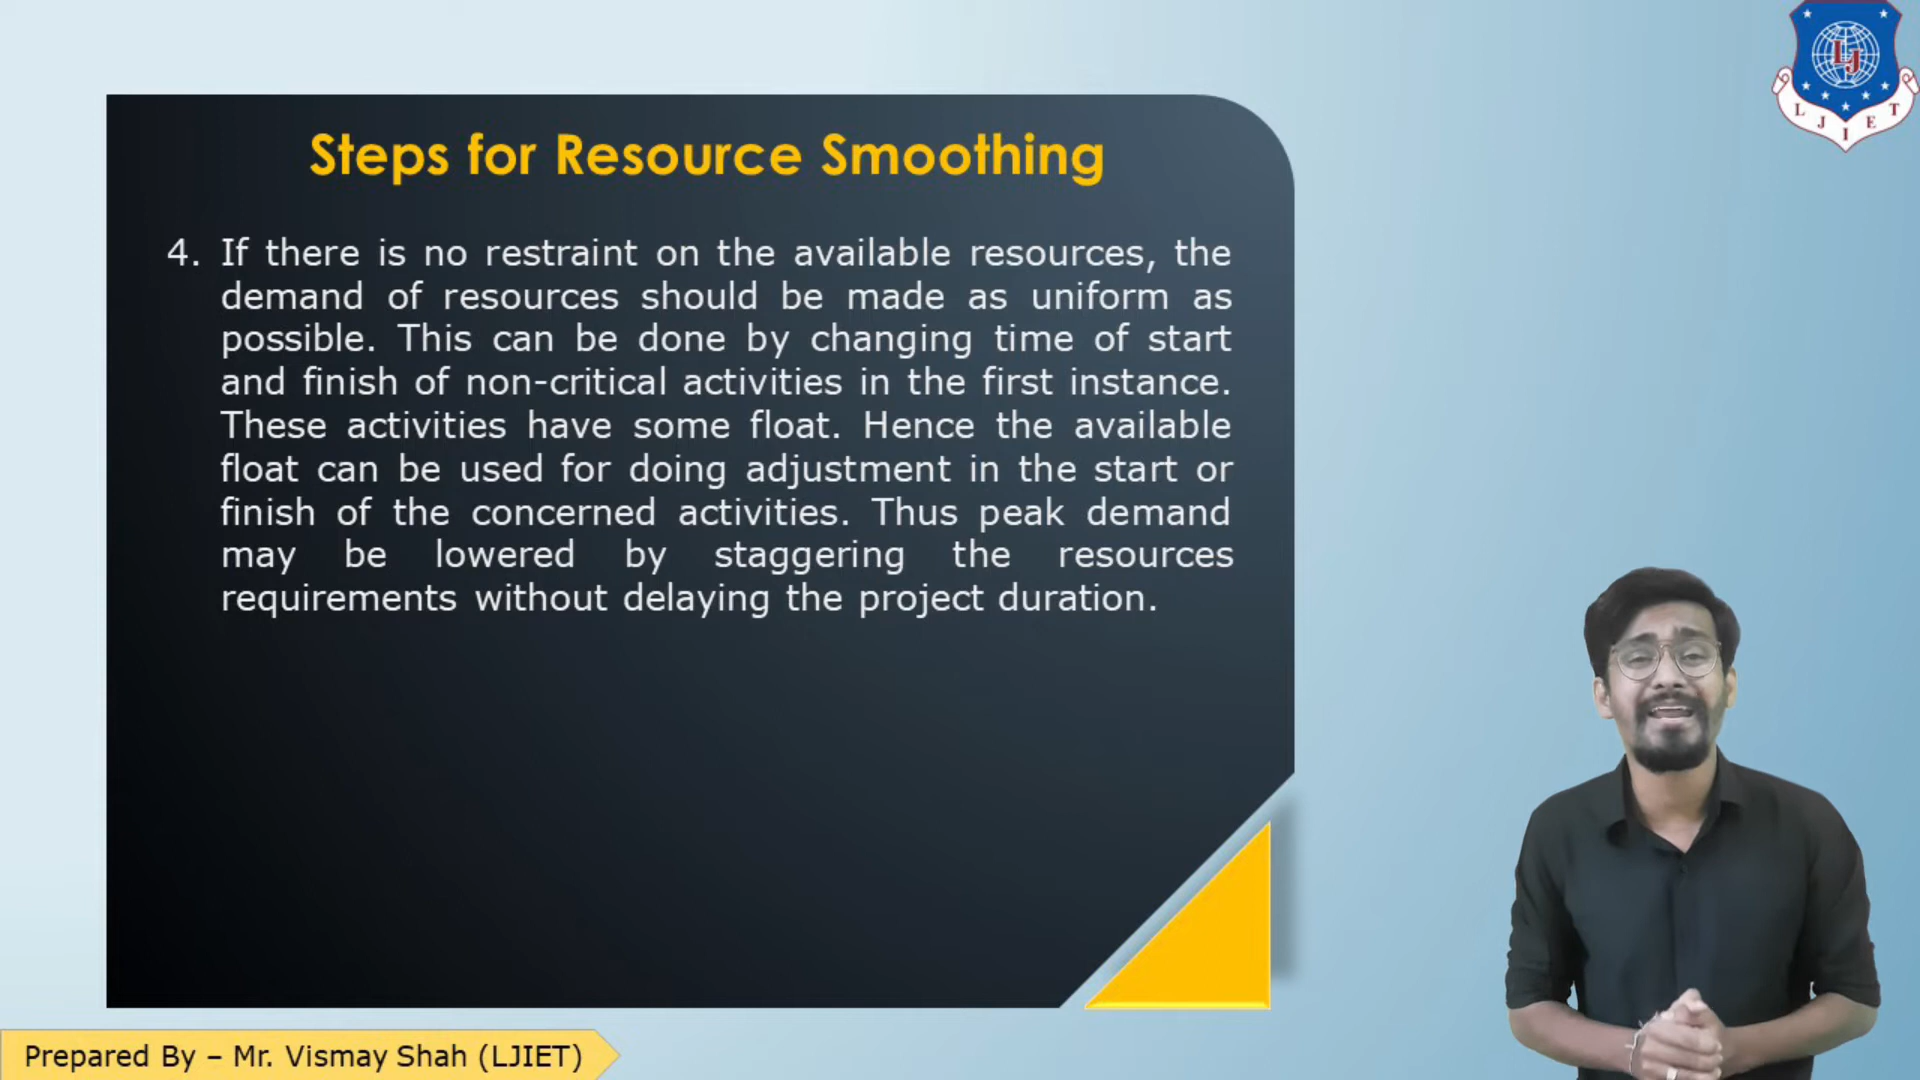 LJ
L J I E T
Steps for Resource Smoothing
4. If there is no restraint on the available resources, the
demand of resources should be made as uniform as
possible. This can be done by changing time of start
and finish of non-critical activities in the first instance.
These activities have some float. Hence the available
float can be used for doing adjustment in the start or
finish of the concerned activities. Thus peak demand
may be lowered by staggering the resources
requirements without delaying the project duration.
Prepared By – Mr. Vismay Shah (LJIET)